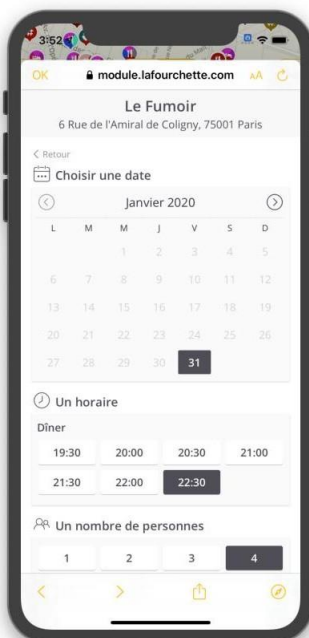 3:52
OK module.lafourchette.com AA
Le Fumoir
6 Rue de l'Amiral de Coligny, 75001 Paris
Retour
Choisir une date
Janvier 2020
L M M J V S D
1 2 3 4 5
6 7 8 9 10 11 12
13 14 15 16 17 18 19
20 21 22 23 24 25 26
27 28 29 30 31
Un horaire
Dîner
19:30 20:00 20:30 21:00
21:30 22:00 22:30
Un nombre de personnes
1 2 3 4